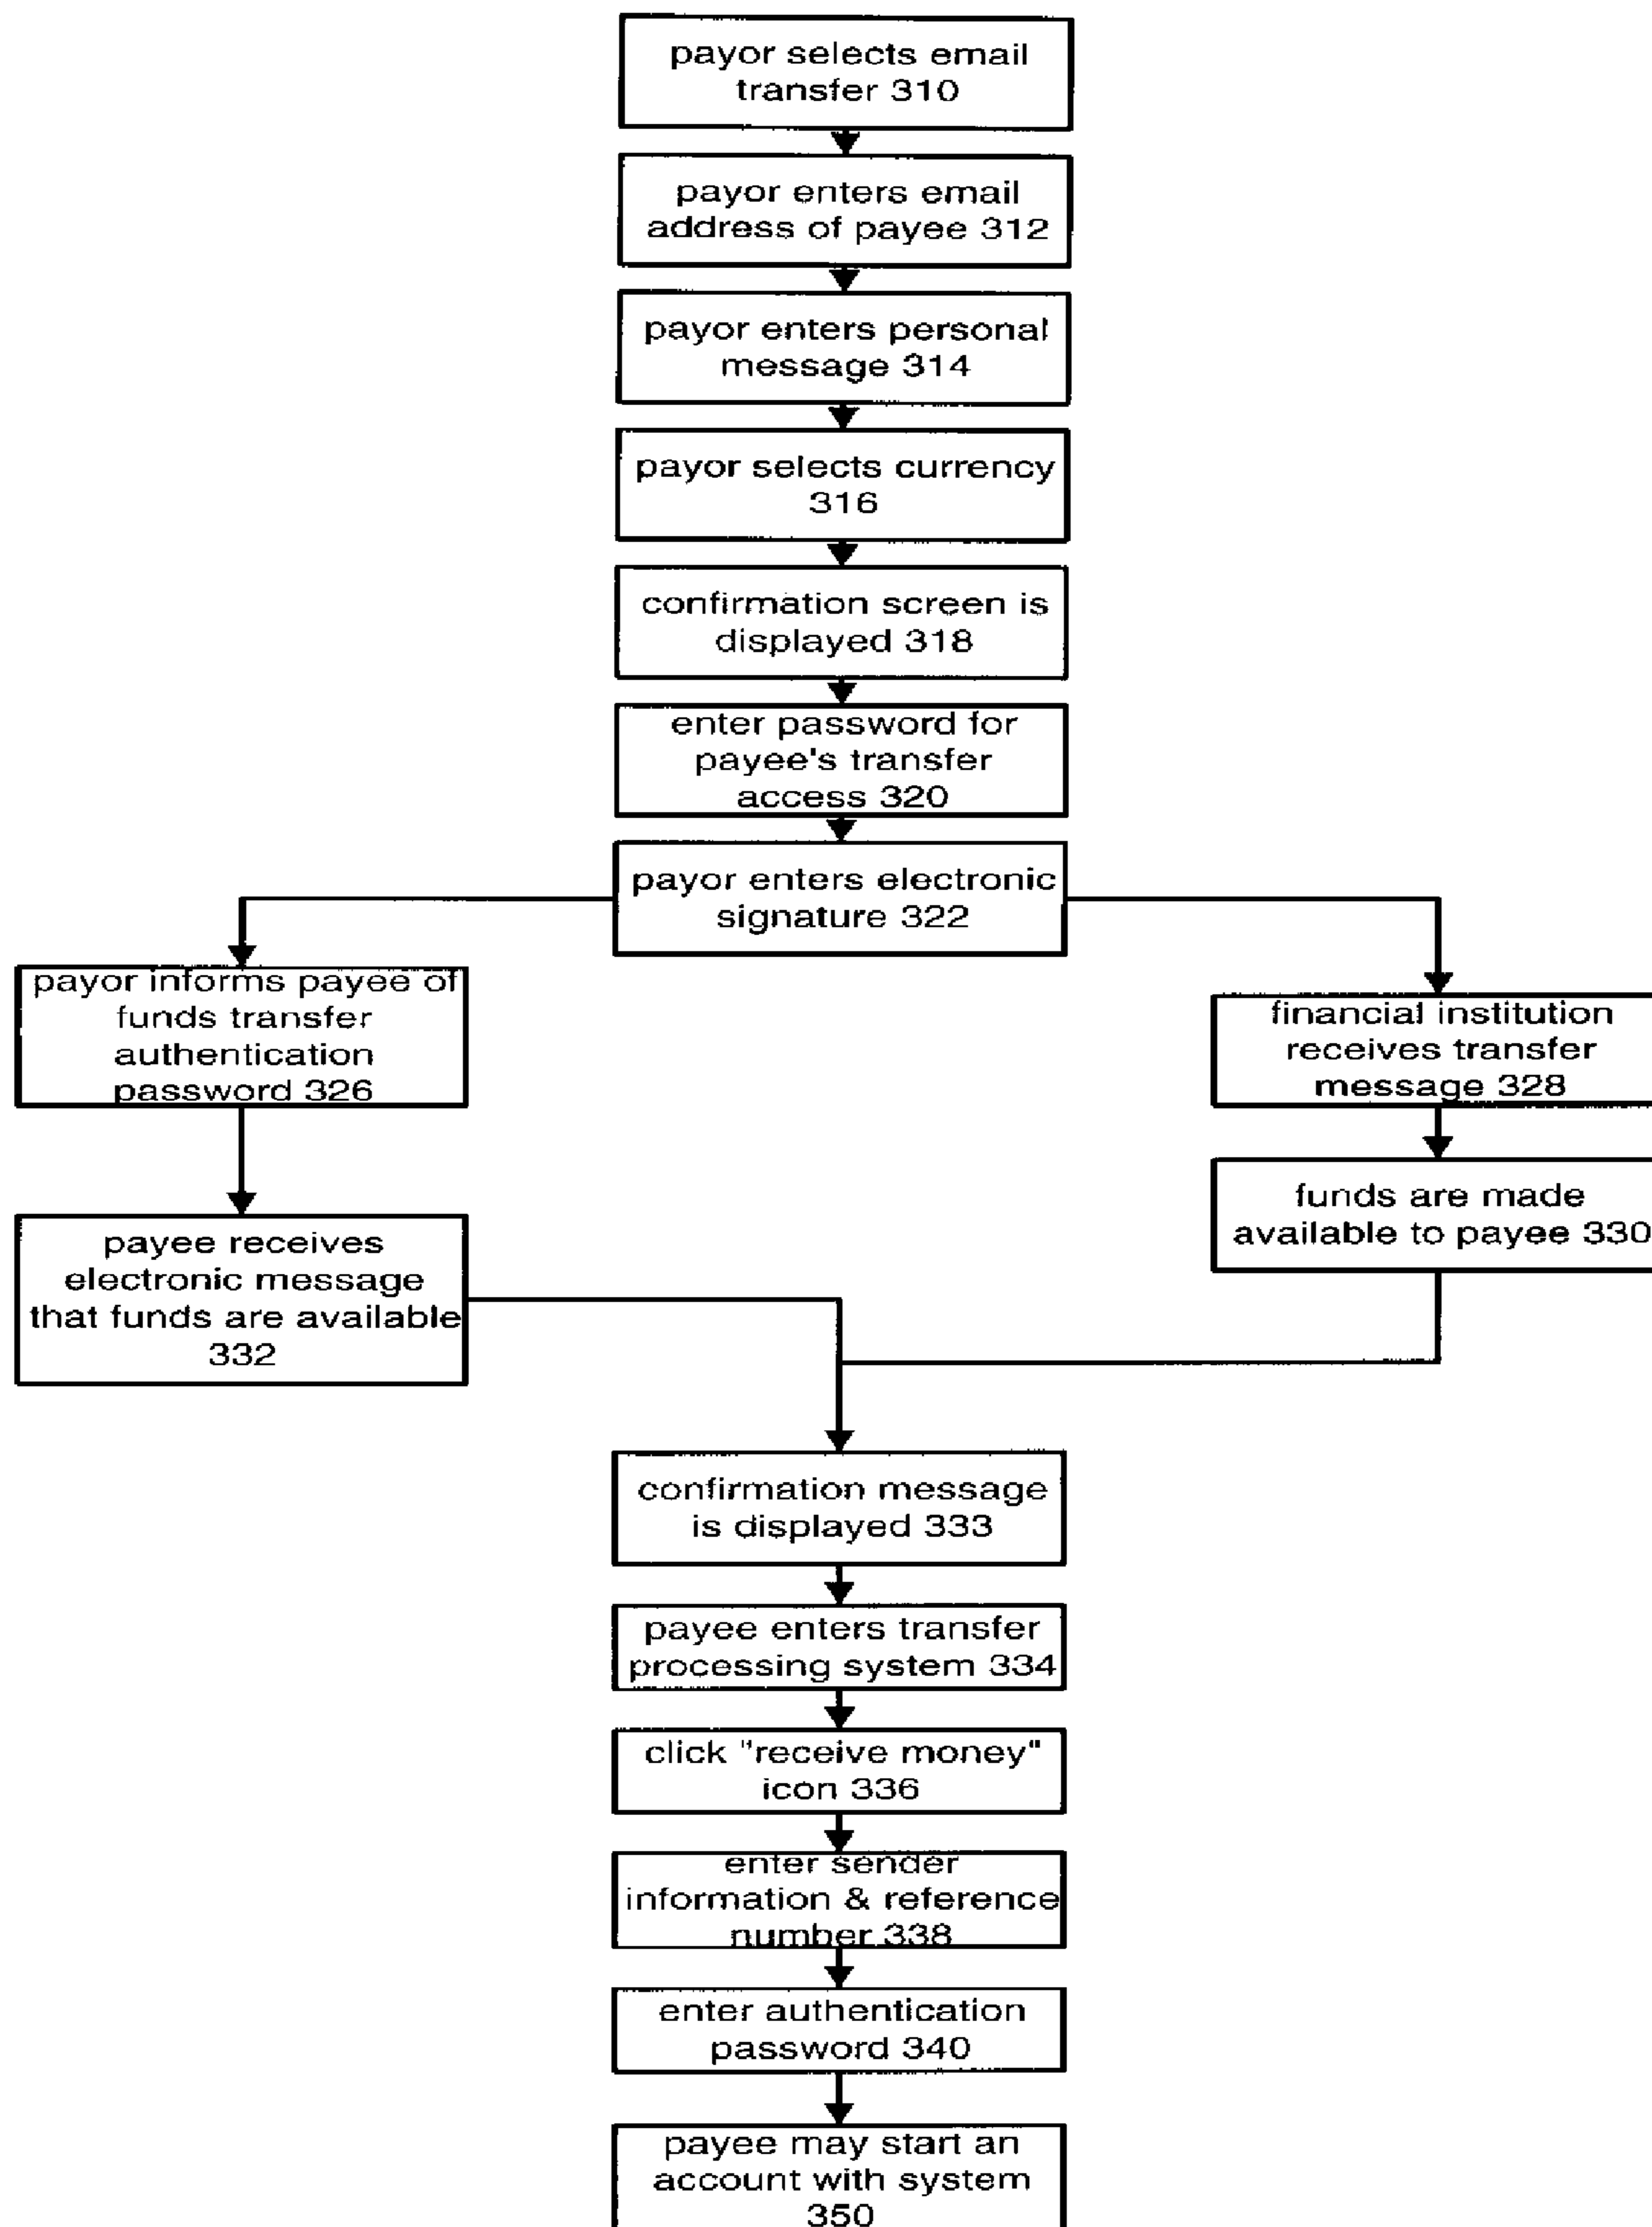 payor selects email
transfer 310
payor enters email
address of payee 312
payor enters personal
message 314
payor selects currency
316
confirmation screen is
displayed 318
enter password for
payee's transfer
access 320
payor enters electronic
signature 322
payor informs payee of
funds transfer
authentication
password 326
financial institution
receives transfer
message 328
funds are made
available to payee 330
payee receives
electronic message
that funds are available
332
confirmation message
is displayed 333
payee enters transfer
processing system 334
click "receive money"
icon 336
enter sender
information & reference
number 338
enter authentication
password 340
payee may start an
account with system
350